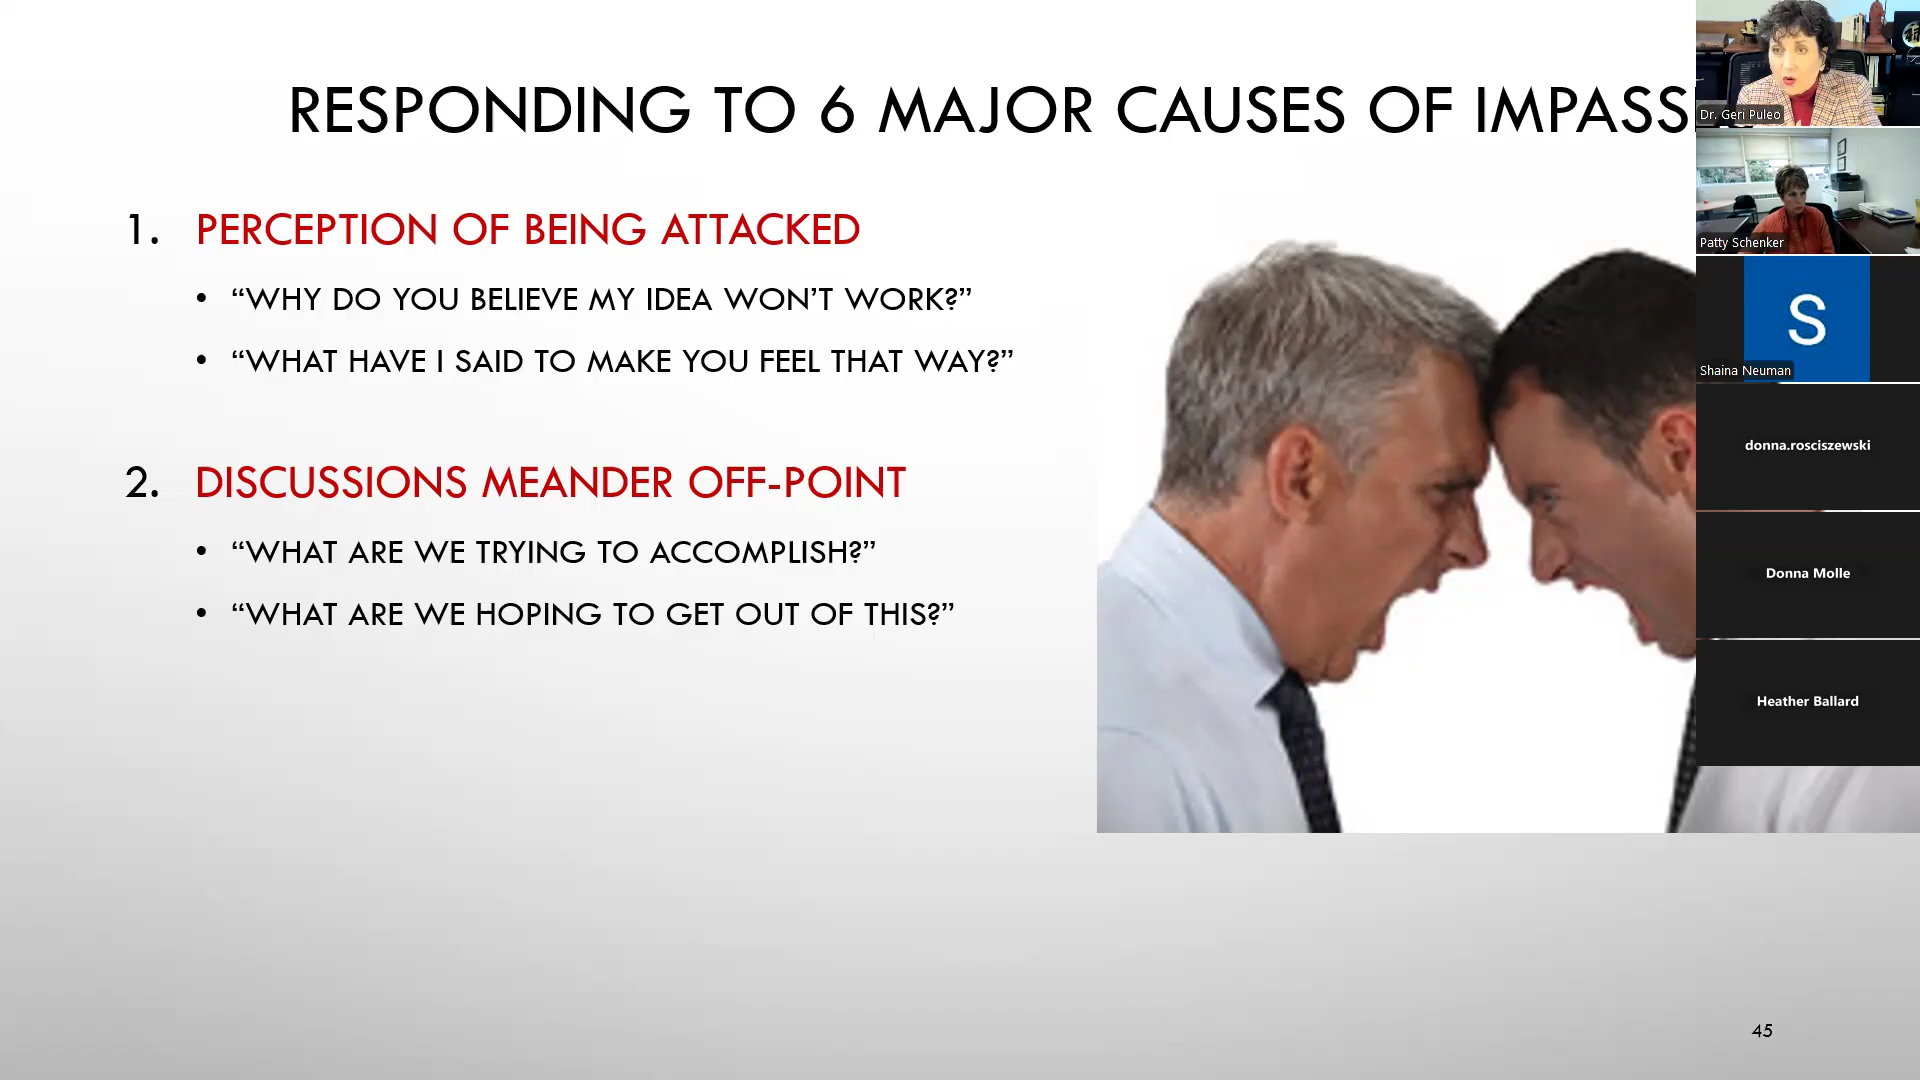 RESPONDING TO 6 MAJOR CAUSES OF IMPASS
1. PERCEPTION OF BEING ATTACKED
• “WHY DO YOU BELIEVE MY IDEA WON’T WORK?”
• “WHAT HAVE I SAID TO MAKE YOU FEEL THAT WAY?”
2. DISCUSSIONS MEANDER OFF-POINT
• “WHAT ARE WE TRYING TO ACCOMPLISH?”
• “WHAT ARE WE HOPING TO GET OUT OF THIS?”
45
Dr. Geri Puleo
Patty Schenker
S
Shaina Neuman
donna.rosciszewski
Donna Molle
Heather Ballard